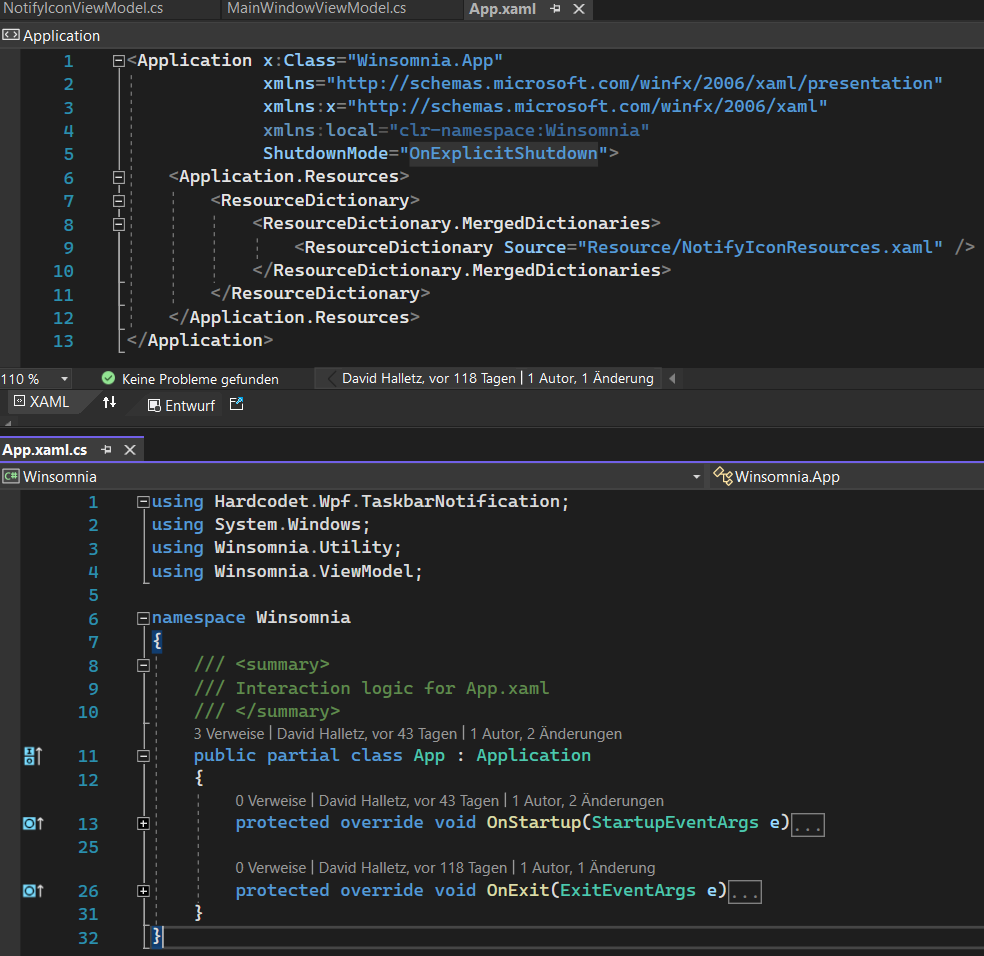 NotifyIconViewModel.cs MainWindowViewModel.cs App.xaml
Application
1 <Application x:Class="Winsomnia.App"
2 xmlns="http://schemas.microsoft.com/winfx/2006/xaml/presentation"
3 xmlns:x="http://schemas.microsoft.com/winfx/2006/xaml"
4 xmlns:local="clr-namespace:Winsomnia"
5 ShutdownMode="OnExplicitShutdown">
6 <Application.Resources>
7 <ResourceDictionary>
8 <ResourceDictionary.MergedDictionaries>
9 <ResourceDictionary Source="Resource/NotifyIconResources.xaml" />
10 </ResourceDictionary.MergedDictionaries>
11 </ResourceDictionary>
12 </Application.Resources>
13 </Application>
110 % Keine Probleme gefunden David Halletz, vor 118 Tagen | 1 Autor, 1 Änderung
XAML Entwurf
App.xaml.cs
C# Winsomnia Winsomnia.App
1 using Hardcodet.Wpf.TaskbarNotification;
2 using System.Windows;
3 using Winsomnia.Utility;
4 using Winsomnia.ViewModel;
5
6 namespace Winsomnia
7 {
8 /// <summary>
9 /// Interaction logic for App.xaml
10 /// </summary>
3 Verweise | David Halletz, vor 43 Tagen | 1 Autor, 2 Änderungen
11 public partial class App : Application
12 {
0 Verweise | David Halletz, vor 43 Tagen | 1 Autor, 2 Änderungen
13 protected override void OnStartup(StartupEventArgs e)...
25
0 Verweise | David Halletz, vor 118 Tagen | 1 Autor, 1 Änderung
26 protected override void OnExit(ExitEventArgs e)...
31 }
32 }